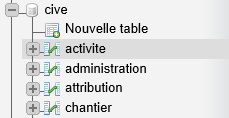 cive
Nouvelle table
activite
administration
attribution
chantier